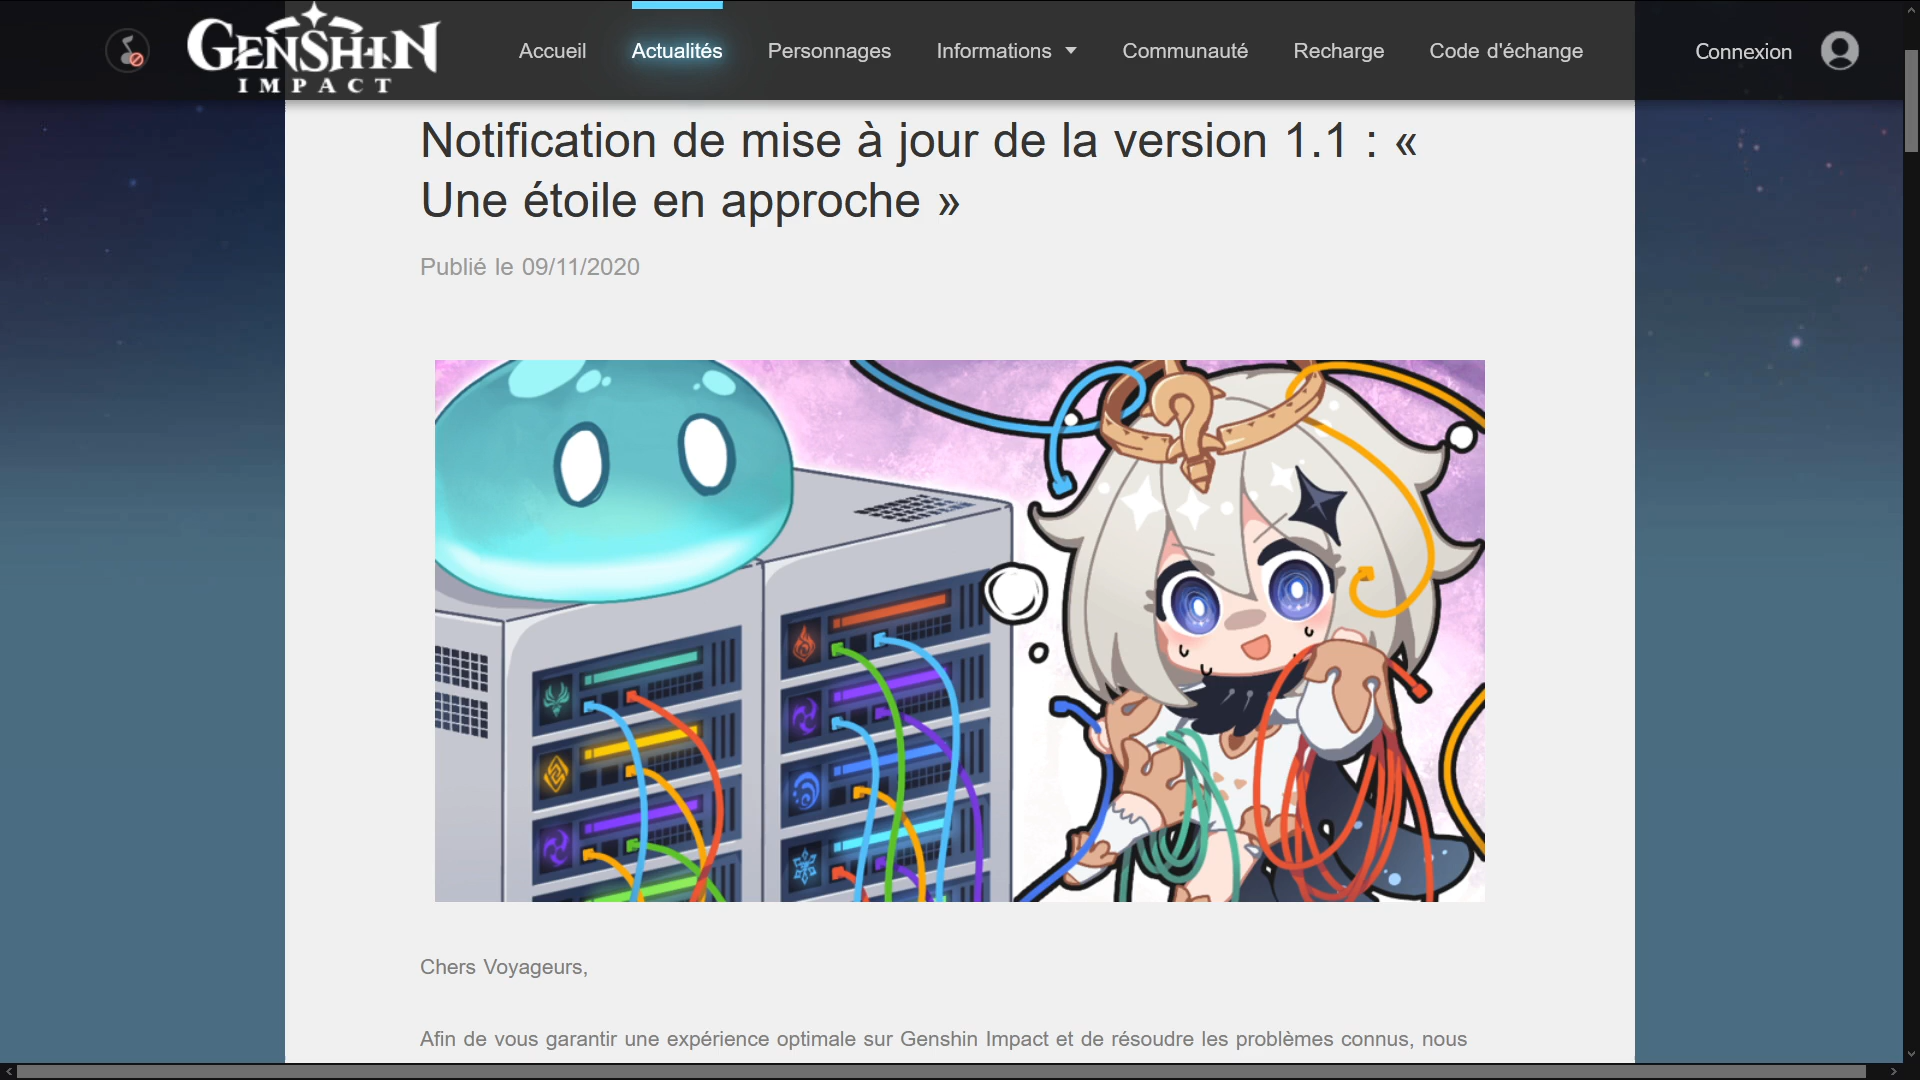 GENSHIN
IMPACT
Accueil
Actualités
Personnages
Informations
Communauté
Recharge
Code d'échange
Connexion
Notification de mise à jour de la version 1.1 : «
Une étoile en approche »
Publié le 09/11/2020
Chers Voyageurs,
Afin de vous garantir une expérience optimale sur Genshin Impact et de résoudre les problèmes connus, nous